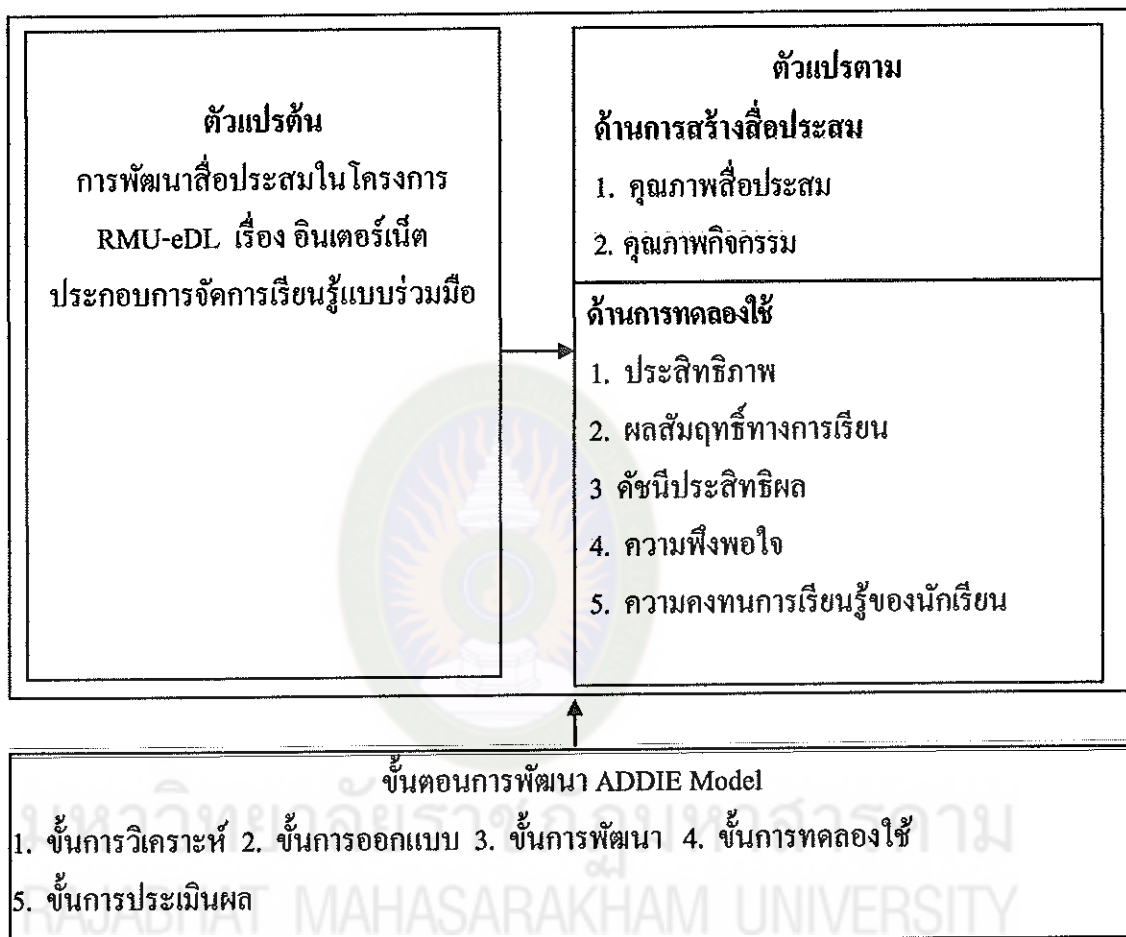 ตัวแปรต้น
การพัฒนาสื่อประสมในโครงการ
RMU-eDL เรื่อง อินเตอร์เน็ต
ประกอบการจัดการเรียนรู้แบบร่วมมือ
ตัวแปรตาม
ด้านการสร้างสื่อประสม
1. คุณภาพสื่อประสม
2. คุณภาพกิจกรรม
ด้านการทดลองใช้
1. ประสิทธิภาพ
2. ผลสัมฤทธิ์ทางการเรียน
3 ดัชนีประสิทธิผล
4. ความพึงพอใจ
5. ความคงทนการเรียนรู้ของนักเรียน
ขั้นตอนการพัฒนา ADDIE Model
1. ขั้นการวิเคราะห์ 2. ขั้นการออกแบบ 3. ขั้นการพัฒนา 4. ขั้นการทดลองใช้
5. ขั้นการประเมินผล
มหาวิทยาลัยราชภัฏมหาสารคาม
RAJABHAT MAHASARAKHAM UNIVERSITY